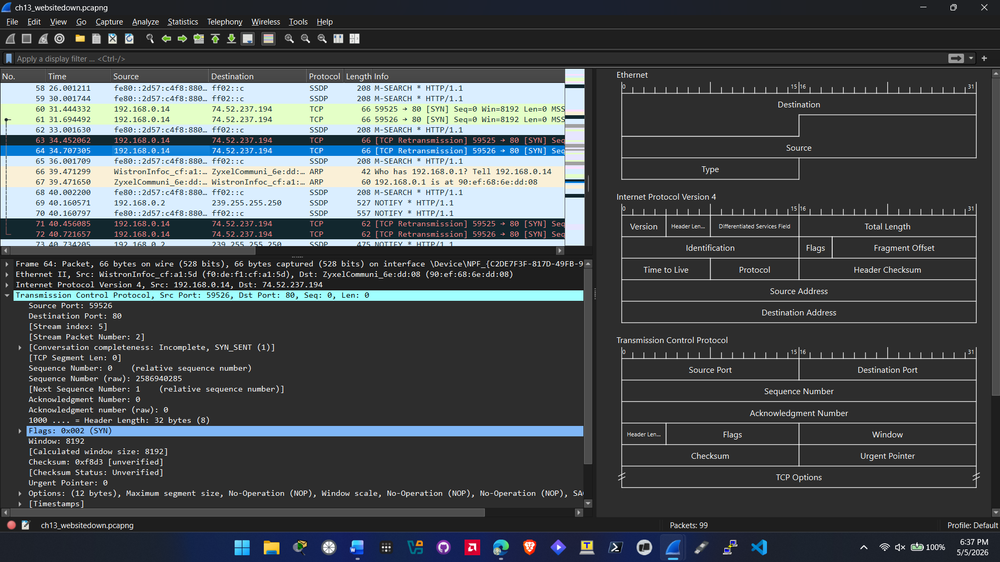 ch13_websitedown.pcapng
File Edit View Go Capture Analyze Statistics Telephony Wireless Tools Help
Apply a display filter ... <Ctrl-/>
No. Time Source Destination Protocol Length Info
58 26.001211 fe80::2d57:c4f8:880… ff02::c SSDP 208 M-SEARCH * HTTP/1.1
59 30.001744 fe80::2d57:c4f8:880… ff02::c SSDP 208 M-SEARCH * HTTP/1.1
60 31.444332 192.168.0.14 74.52.237.194 TCP 66 59525 → 80 [SYN] Seq=0 Win=8192 Len=0 MSS
61 31.694492 192.168.0.14 74.52.237.194 TCP 66 59526 → 80 [SYN] Seq=0 Win=8192 Len=0 MSS
62 33.001630 fe80::2d57:c4f8:880… ff02::c SSDP 208 M-SEARCH * HTTP/1.1
63 34.452062 192.168.0.14 74.52.237.194 TCP 66 [TCP Retransmission] 59525 → 80 [SYN] Seq
64 34.707305 192.168.0.14 74.52.237.194 TCP 66 [TCP Retransmission] 59526 → 80 [SYN] Seq
65 36.001709 fe80::2d57:c4f8:880… ff02::c SSDP 208 M-SEARCH * HTTP/1.1
66 39.471299 WistronInfoc_cf:a1:… ZyxelCommuni_6e:dd:… ARP 42 Who has 192.168.0.1? Tell 192.168.0.14
67 39.471650 ZyxelCommuni_6e:dd:… WistronInfoc_cf:a1:… ARP 60 192.168.0.1 is at 90:ef:68:6e:dd:08
68 40.002200 fe80::2d57:c4f8:880… ff02::c SSDP 208 M-SEARCH * HTTP/1.1
69 40.160571 192.168.0.2 239.255.255.250 SSDP 527 NOTIFY * HTTP/1.1
70 40.160797 fe80::2d57:c4f8:880… ff02::c SSDP 557 NOTIFY * HTTP/1.1
71 40.456085 192.168.0.14 74.52.237.194 TCP 62 [TCP Retransmission] 59525 → 80 [SYN] Seq
72 40.721657 192.168.0.14 74.52.237.194 TCP 62 [TCP Retransmission] 59526 → 80 [SYN] Seq
73 40.734205 192.168.0.2 239.255.255.250 SSDP 475 NOTIFY * HTTP/1.1
Frame 64: Packet, 66 bytes on wire (528 bits), 66 bytes captured (528 bits) on interface \Device\NPF_{C2DE7F3F-817D-49FB-9
Ethernet II, Src: WistronInfoc_cf:a1:5d (f0:de:f1:cf:a1:5d), Dst: ZyxelCommuni_6e:dd:08 (90:ef:68:6e:dd:08)
Internet Protocol Version 4, Src: 192.168.0.14, Dst: 74.52.237.194
Transmission Control Protocol, Src Port: 59526, Dst Port: 80, Seq: 0, Len: 0
Source Port: 59526
Destination Port: 80
[Stream index: 5]
[Stream Packet Number: 2]
[Conversation completeness: Incomplete, SYN_SENT (1)]
[TCP Segment Len: 0]
Sequence Number: 0 (relative sequence number)
Sequence Number (raw): 2586940285
[Next Sequence Number: 1 (relative sequence number)]
Acknowledgment Number: 0
Acknowledgment number (raw): 0
1000 .... = Header Length: 32 bytes (8)
Flags: 0x002 (SYN)
Window: 8192
[Calculated window size: 8192]
Checksum: 0xf8d3 [unverified]
[Checksum Status: Unverified]
Urgent Pointer: 0
Options: (12 bytes), Maximum segment size, No-Operation (NOP), Window scale, No-Operation (NOP), No-Operation (NOP), SA
[Timestamps]
Ethernet
0 15 16 31
Destination
Source
Type
Internet Protocol Version 4
0 15 16 31
Version Header Len... Differentiated Services Field Total Length
Identification Flags Fragment Offset
Time to Live Protocol Header Checksum
Source Address
Destination Address
Transmission Control Protocol
0 15 16 31
Source Port Destination Port
Sequence Number
Acknowledgment Number
Header Len... Flags Window
Checksum Urgent Pointer
TCP Options
ch13_websitedown.pcapng Packets: 99 Profile: Default
100% 6:37 PM
5/5/2026